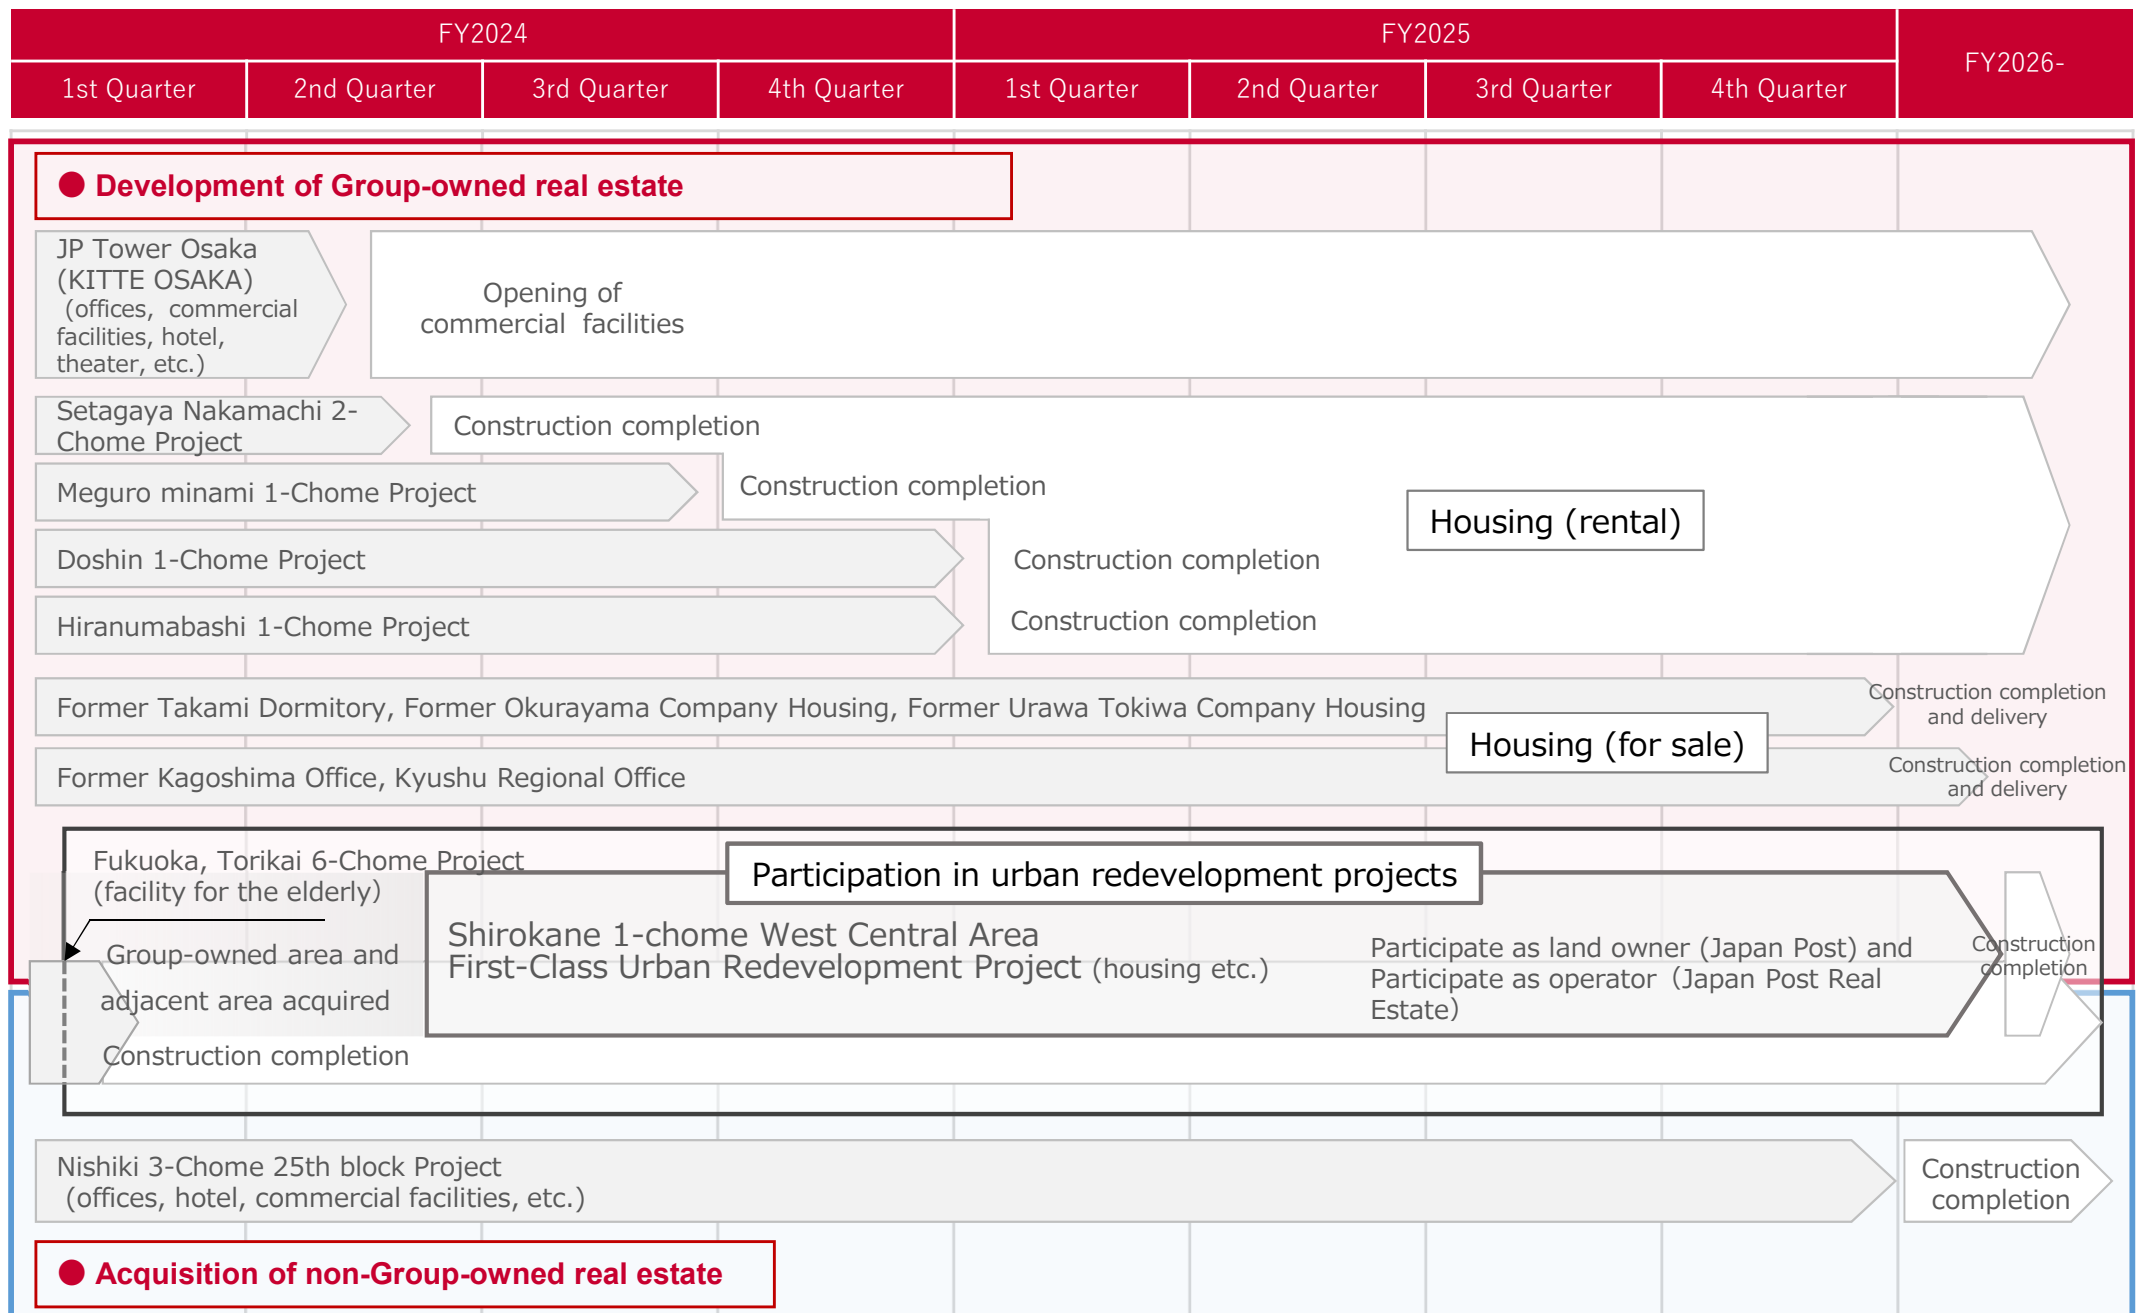 FY2024
FY2025
FY2026-
1st Quarter
2nd Quarter
3rd Quarter
4th Quarter
1st Quarter
2nd Quarter
3rd Quarter
4th Quarter
● Development of Group-owned real estate
JP Tower Osaka
(KITTE OSAKA)
(offices, commercial
facilities, hotel,
theater, etc.)
Opening of
commercial facilities
Setagaya Nakamachi 2-
Chome Project
Construction completion
Meguro minami 1-Chome Project
Construction completion
Housing (rental)
Doshin 1-Chome Project
Construction completion
Hiranumabashi 1-Chome Project
Construction completion
Former Takami Dormitory, Former Okurayama Company Housing, Former Urawa Tokiwa Company Housing
Construction completion
and delivery
Housing (for sale)
Former Kagoshima Office, Kyushu Regional Office
Construction completion
and delivery
Fukuoka, Torikai 6-Chome Project
(facility for the elderly)
Participation in urban redevelopment projects
Group-owned area and
adjacent area acquired
Shirokane 1-chome West Central Area
First-Class Urban Redevelopment Project (housing etc.)
Participate as land owner (Japan Post) and
Participate as operator（Japan Post Real
Estate）
Construction
completion
Construction completion
Nishiki 3-Chome 25th block Project
(offices, hotel, commercial facilities, etc.)
Construction
completion
● Acquisition of non-Group-owned real estate